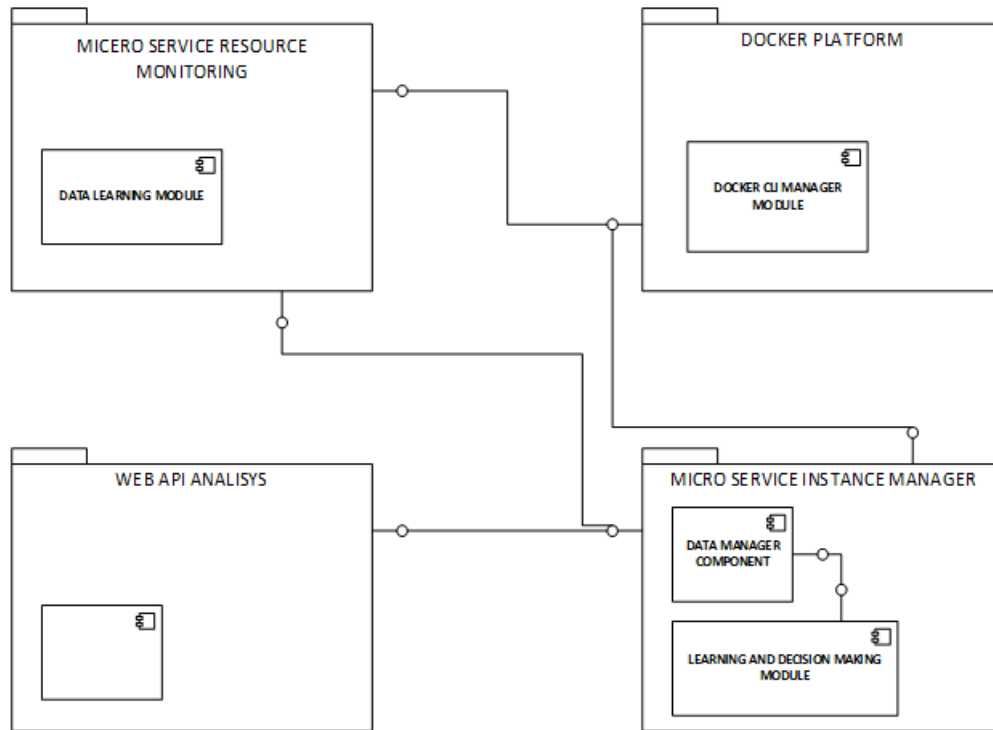 MICERO SERVICE RESOURCE
MONITORING
DATA LEARNING MODULE
DOCKER PLATFORM
DOCKER CLI MANAGER
MODULE
WEB API ANALISYS
MICRO SERVICE INSTANCE MANAGER
DATA MANAGER
COMPONENT
LEARNING AND DECISION MAKING
MODULE